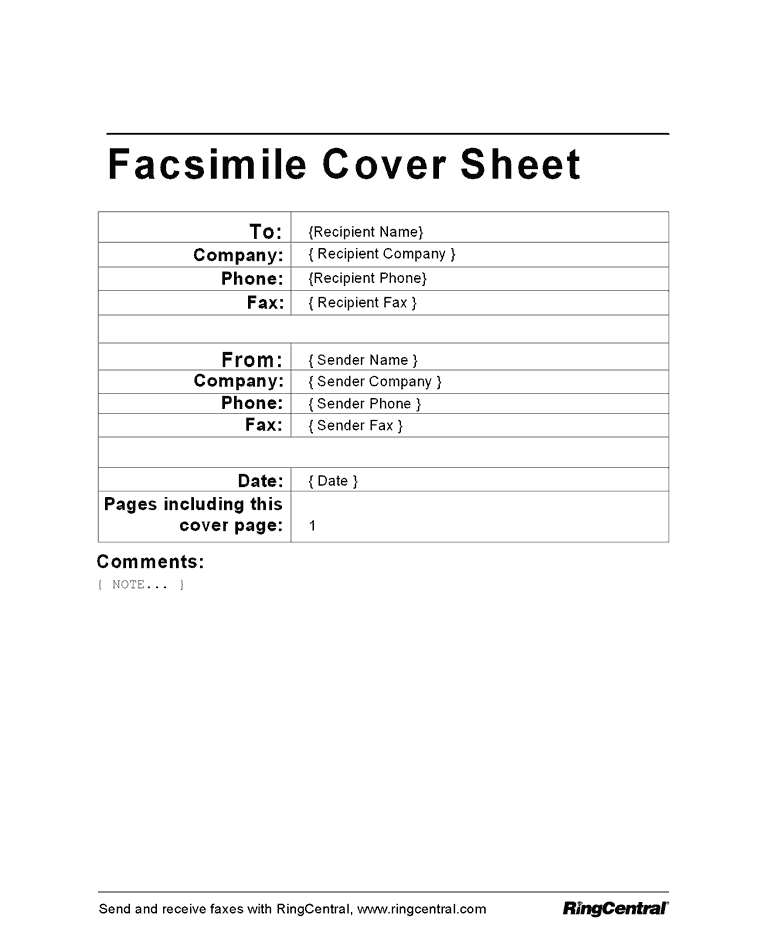 Facsimile Cover Sheet
To: {Recipient Name}
Company: { Recipient Company }
Phone: {Recipient Phone}
Fax: { Recipient Fax }
From: { Sender Name }
Company: { Sender Company }
Phone: { Sender Phone }
Fax: { Sender Fax }
Date: { Date }
Pages including this
cover page: 1
Comments:
{ NOTE... }
Send and receive faxes with RingCentral, www.ringcentral.com RingCentral